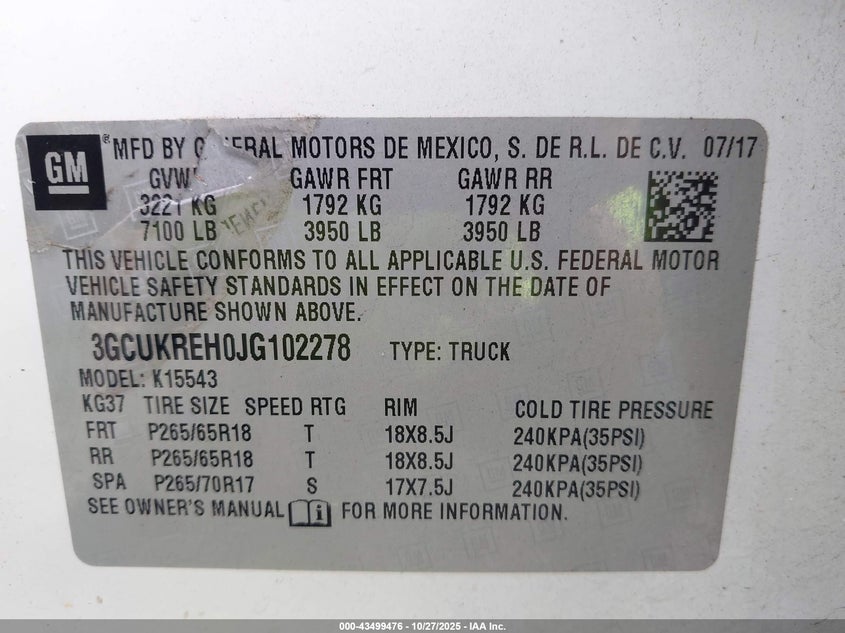 GM ® MFD BY GENERAL MOTORS DE MEXICO, S. DE R.L. DE C.V. 07/17
GVW GAWR FRT GAWR RR
3221 KG 1792 KG 1792 KG
7100 LB 3950 LB 3950 LB
THIS VEHICLE CONFORMS TO ALL APPLICABLE U.S. FEDERAL MOTOR
VEHICLE SAFETY STANDARDS IN EFFECT ON THE DATE OF
MANUFACTURE SHOWN ABOVE.
3GCUKREH0JG102278 TYPE: TRUCK
MODEL: K15543
KG37 TIRE SIZE SPEED RTG RIM COLD TIRE PRESSURE
FRT P265/65R18 T 18X8.5J 240KPA(35PSI)
RR P265/65R18 T 18X8.5J 240KPA(35PSI)
SPA P265/70R17 S 17X7.5J 240KPA(35PSI)
SEE OWNER'S MANUAL FOR MORE INFORMATION.
000-43499476 - 10/27/2025 - IAA Inc.